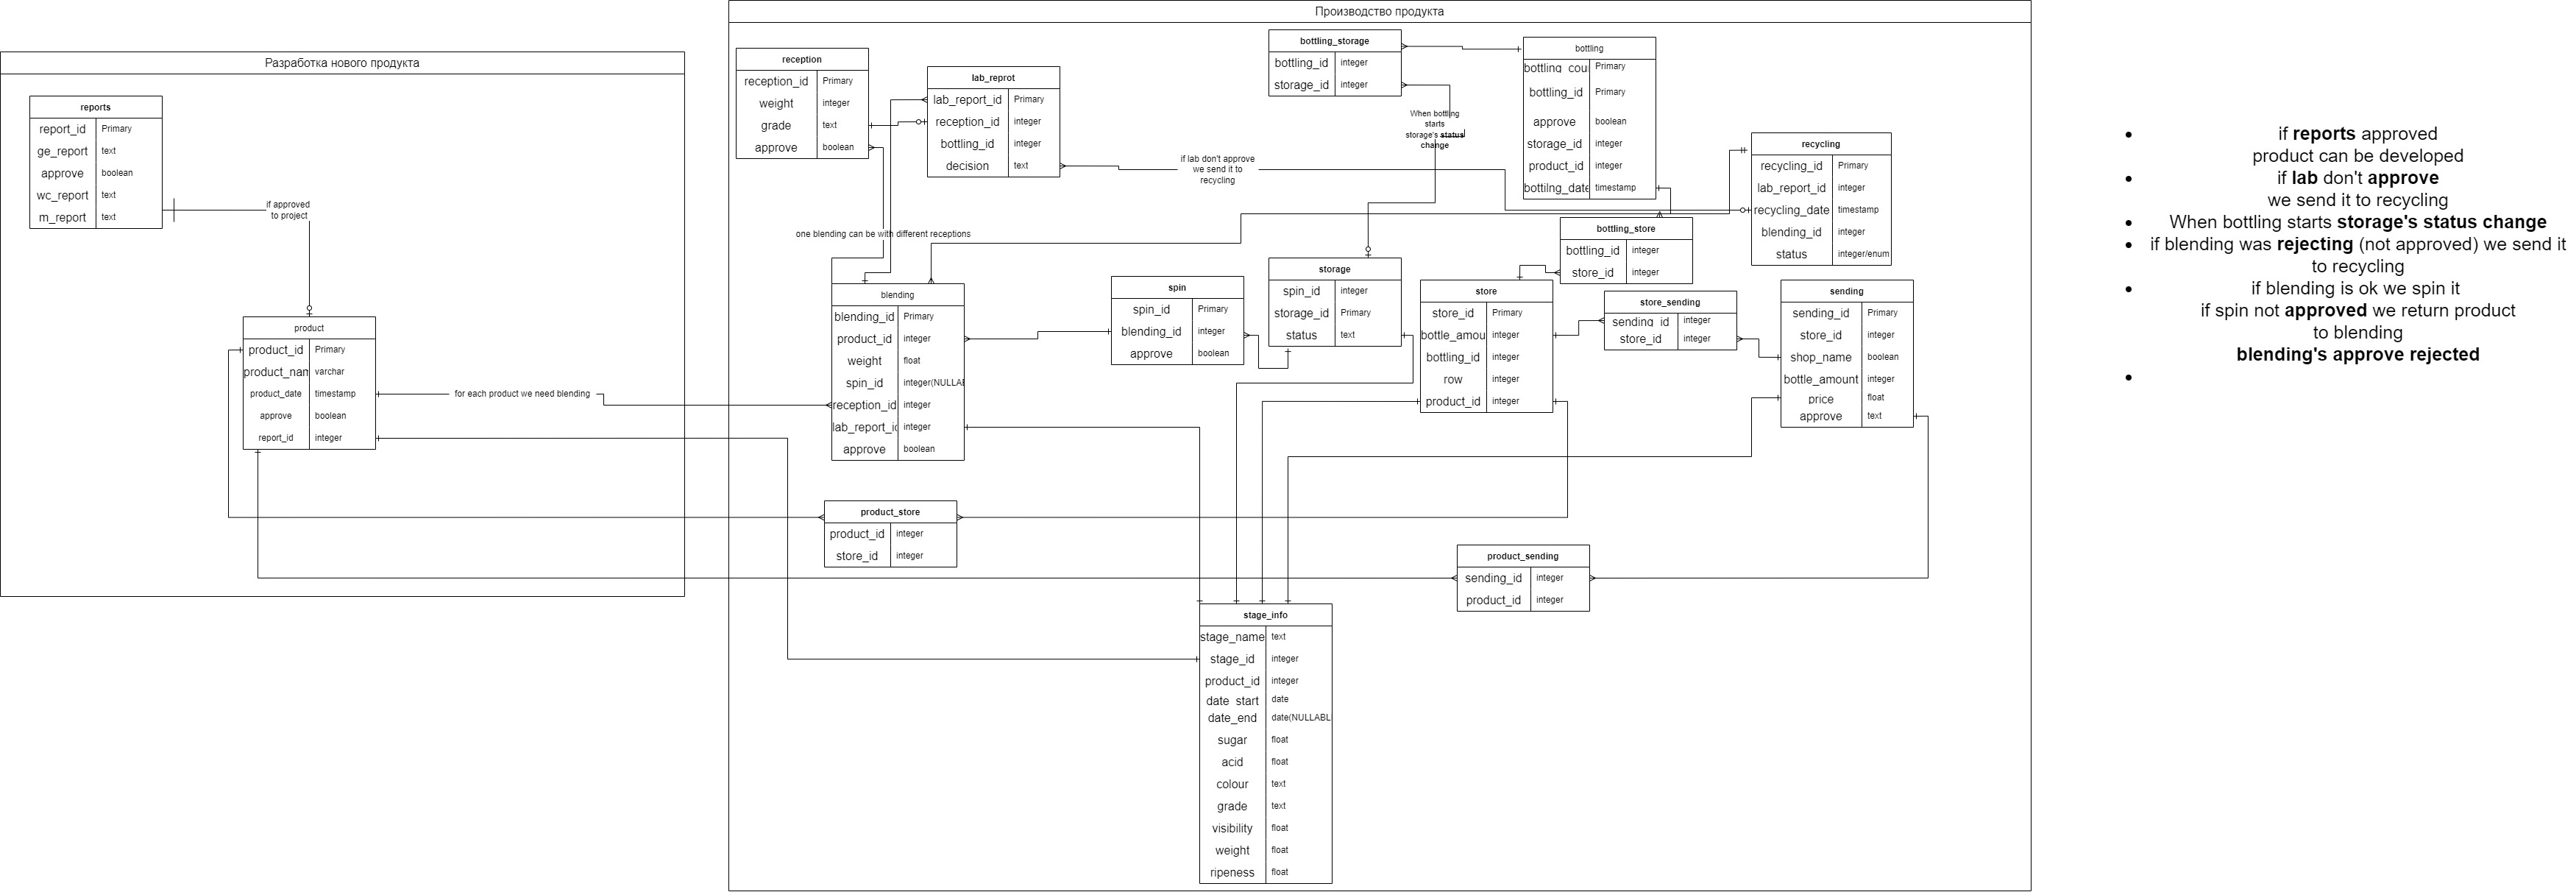 Разработка нового продукта
reports
report_id Primary
ge_report text
approve boolean
wc_report text
m_report text
if approved
to project
product
product_id Primary
product_nam varchar
product_date timestamp
approve boolean
report_id integer
for each product we need blending
Производство продукта
reception
reception_id Primary
weight integer
grade text
approve boolean
lab_reprot
lab_report_id Primary
reception_id integer
bottling_id integer
decision text
bottling_storage
bottling_id integer
storage_id integer
When bottling
starts
storage's status
change
bottling
bottling_cou Primary
bottling_id Primary
approve boolean
storage_id integer
product_id integer
bottilng_date timestamp
if lab don't approve
we send it to
recycling
recycling
recycling_id Primary
lab_report_id integer
recycling_date timestamp
blending_id integer
status integer/enum
one blending can be with different receptions
bottling_store
bottling_id integer
store_id integer
blending
blending_id Primary
product_id integer
weight float
spin_id integer(NULLAB
reception_id integer
lab_report_id integer
approve boolean
spin
spin_id Primary
blending_id integer
approve boolean
storage
spin_id integer
storage_id Primary
status text
store
store_id Primary
bottle_amou integer
bottling_id integer
row integer
product_id integer
store_sending
sending_id integer
store_id integer
sending
sending_id Primary
store_id integer
shop_name boolean
bottle_amount integer
price float
approve text
product_store
product_id integer
store_id integer
product_sending
sending_id integer
product_id integer
stage_info
stage_name text
stage_id integer
product_id integer
date_start date
date_end date(NULLABL
sugar float
acid float
colour text
grade text
visibility float
weight float
ripeness float
• if reports approved
product can be developed
• if lab don't approve
we send it to recycling
• When bottling starts storage's status change
• if blending was rejecting (not approved) we send it
to recycling
• if blending is ok we spin it
if spin not approved we return product
to blending
blending's approve rejected
•